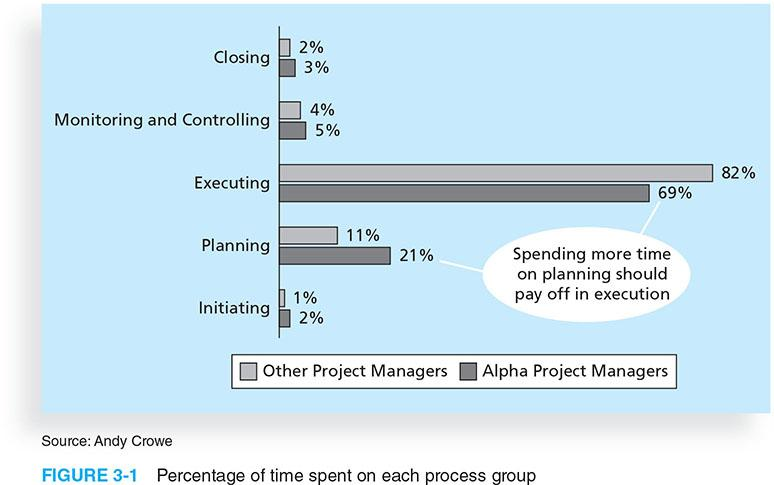 Closing
2%
3%
Monitoring and Controlling
4%
5%
Executing
82%
69%
Planning
11%
21%
Spending more time
on planning should
pay off in execution
Initiating
1%
2%
Other Project Managers
Alpha Project Managers
Source: Andy Crowe
FIGURE 3-1 Percentage of time spent on each process group